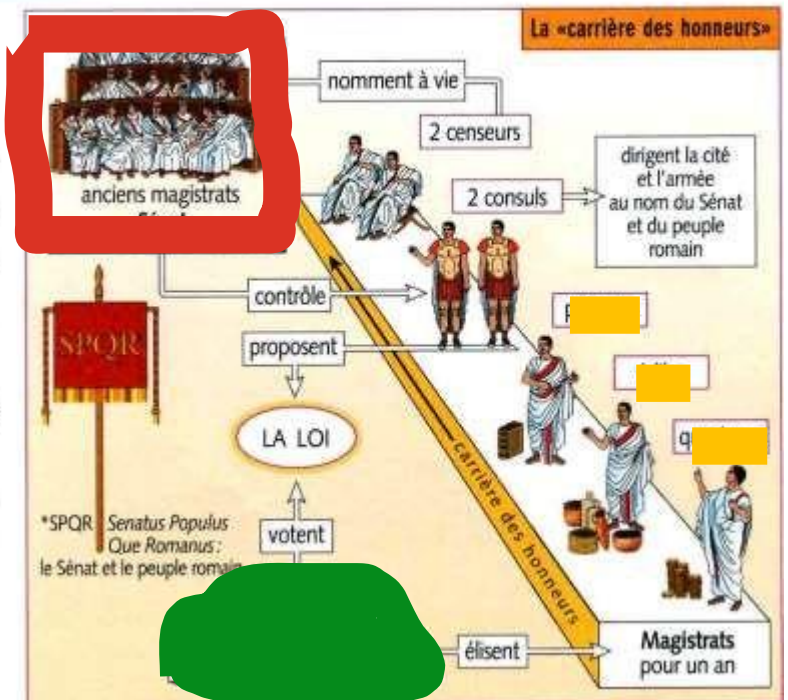 La «carrière des honneurs»
nomment à vie
2 censeurs
dirigent la cité
et l'armée
au nom du Sénat
et du peuple
romain
anciens magistrats
2 consuls
contrôle
proposent
SPQR
LA LOI
carrière des honneurs
*SPQR Senatus Populus
Que Romanus :
le Sénat et le peuple romain
votent
élisent
Magistrats
pour un an